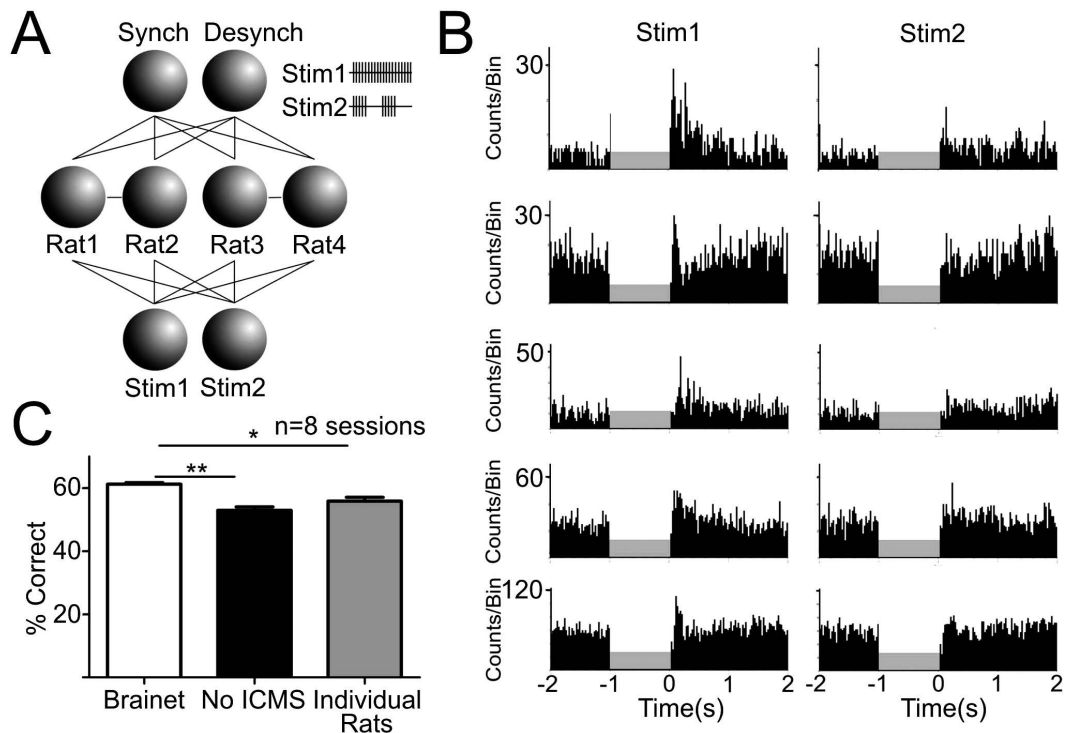 A
Synch Desynch
Stim1
Stim2
Rat1 Rat2 Rat3 Rat4
Stim1 Stim2
B
Stim1 Stim2
30
Counts/Bin
30
Counts/Bin
50
Counts/Bin
60
Counts/Bin
120
Counts/Bin
-2 -1 0 1 2 -2 -1 0 1 2
Time(s) Time(s)
C
* n=8 sessions
**
60
40
20
% Correct
Brainet No ICMS Individual
Rats